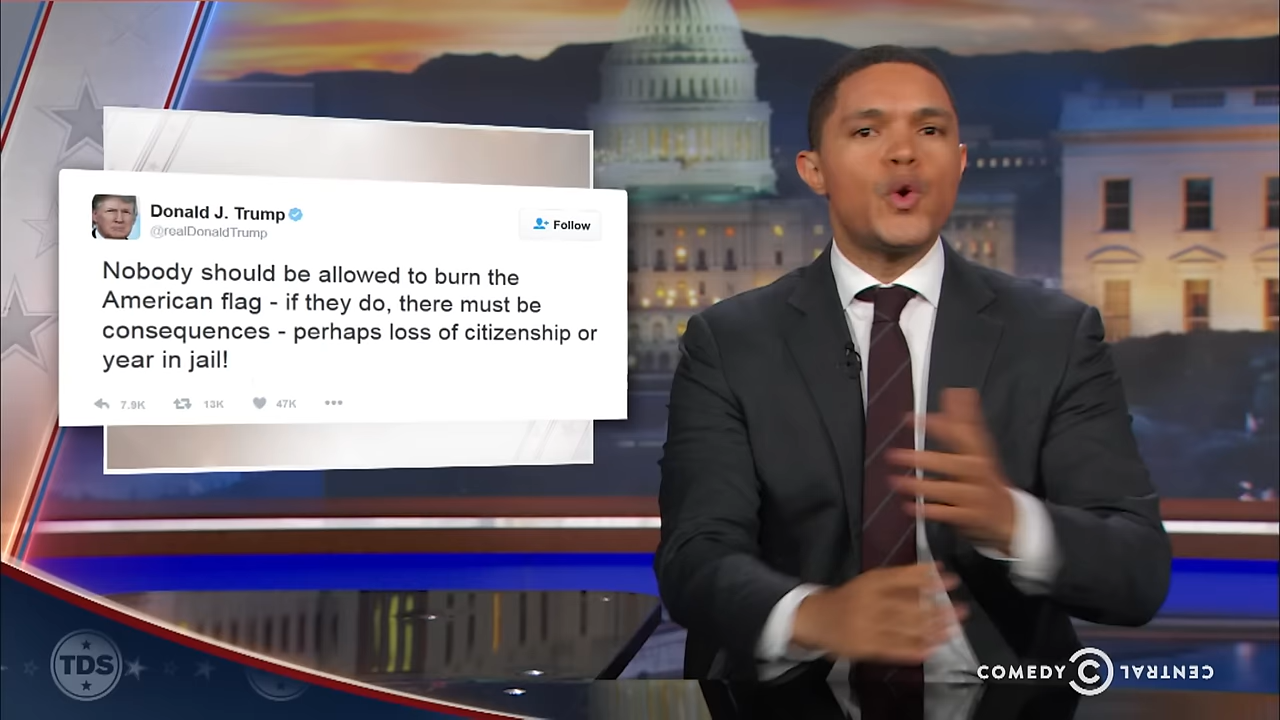 Donald J. Trump
@realDonaldTrump
Follow
Nobody should be allowed to burn the
American flag - if they do, there must be
consequences - perhaps loss of citizenship or
year in jail!
7.9K 13K 47K
TDS
COMEDY CENTRAL